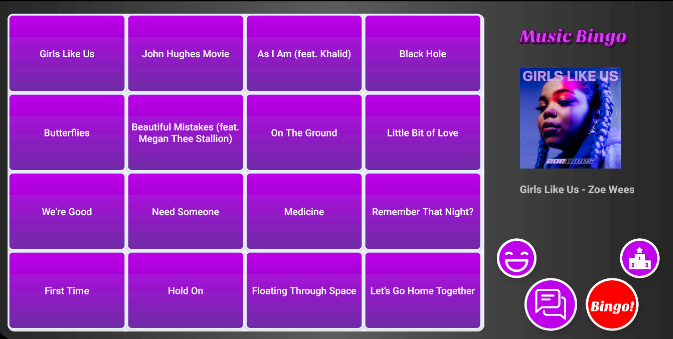 Girls Like Us
John Hughes Movie
As I Am (feat. Khalid)
Black Hole
Butterflies
Beautiful Mistakes (feat.
Megan Thee Stallion)
On The Ground
Little Bit of Love
We're Good
Need Someone
Medicine
Remember That Night?
First Time
Hold On
Floating Through Space
Let's Go Home Together
Music Bingo
GIRLS LIKE US
ZOE WEES
Girls Like Us - Zoe Wees
2 3
Bingo!